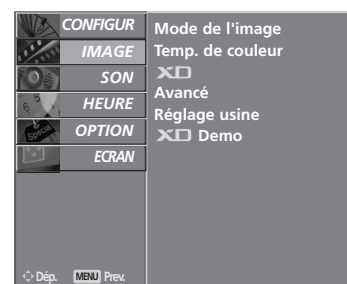 CONFIGUR
IMAGE
SON
HEURE
OPTION
ECRAN
Mode de l'image
Temp. de couleur
XD
Avancé
Réglage usine
XD Demo
Dép. MENU Prev.